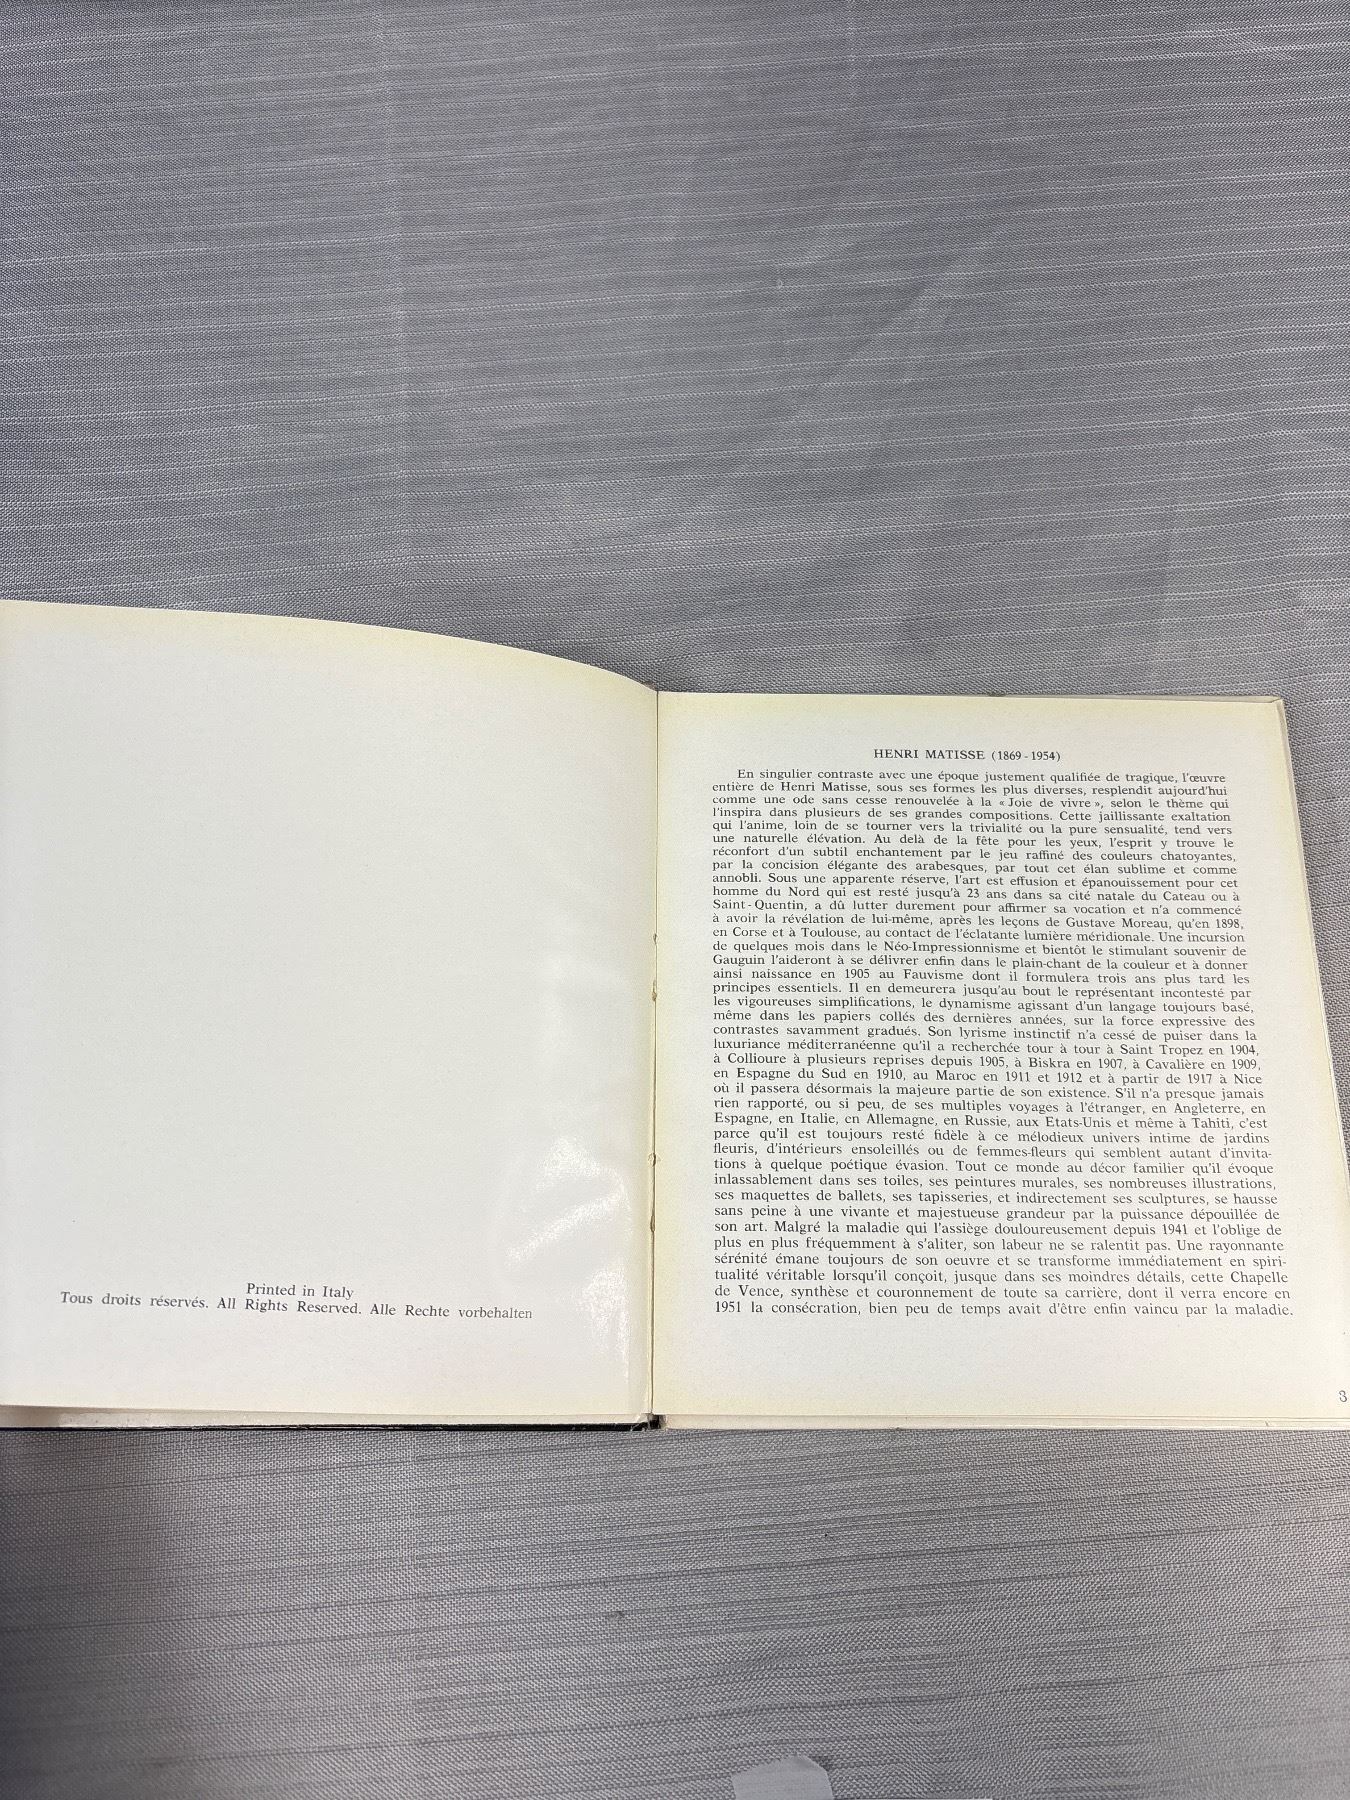 Printed in Italy
Tous droits réservés. All Rights Reserved. Alle Rechte vorbehalten
HENRI MATISSE (1869 - 1954)
En singulier contraste avec une époque justement qualifiée de tragique, l'œuvre
entière de Henri Matisse, sous ses formes les plus diverses, resplendit aujourd'hui
comme une ode sans cesse renouvelée à la « Joie de vivre », selon le thème qui
l'inspira dans plusieurs de ses grandes compositions. Cette jaillissante exaltation
qui l'anime, loin de se tourner vers la trivialité ou la pure sensualité, tend vers
une naturelle élévation. Au delà de la fête pour les yeux, l'esprit y trouve le
réconfort d'un subtil enchantement par le jeu raffiné des couleurs chatoyantes,
par la concision élégante des arabesques, par tout cet élan sublime et comme
annobli. Sous une apparente réserve, l'art est effusion et épanouissement pour cet
homme du Nord qui est resté jusqu'à 23 ans dans sa cité natale du Cateau ou à
Saint - Quentin, a dû lutter durement pour affirmer sa vocation et n'a commencé
à avoir la révélation de lui-même, après les leçons de Gustave Moreau, qu'en 1898,
en Corse et à Toulouse, au contact de l'éclatante lumière méridionale. Une incursion
de quelques mois dans le Néo-Impressionnisme et bientôt le stimulant souvenir de
Gauguin l'aideront à se délivrer enfin dans le plain-chant de la couleur et à donner
ainsi naissance en 1905 au Fauvisme dont il formulera trois ans plus tard les
principes essentiels. Il en demeurera jusqu'au bout le représentant incontesté par
les vigoureuses simplifications, le dynamisme agissant d'un langage toujours basé,
même dans les papiers collés des dernières années, sur la force expressive des
contrastes savamment gradués. Son lyrisme instinctif n'a cessé de puiser dans la
luxuriance méditerranéenne qu'il a recherchée tour à tour à Saint Tropez en 1904,
à Collioure à plusieurs reprises depuis 1905, à Biskra en 1907, à Cavalière en 1909,
en Espagne du Sud en 1910, au Maroc en 1911 et 1912 et à partir de 1917 à Nice
où il passera désormais la majeure partie de son existence. S'il n'a presque jamais
rien rapporté, ou si peu, de ses multiples voyages à l'étranger, en Angleterre, en
Espagne, en Italie, en Allemagne, en Russie, aux Etats-Unis et même à Tahiti, c'est
parce qu'il est toujours resté fidèle à ce mélodieux univers intime de jardins
fleuris, d'intérieurs ensoleillés ou de femmes-fleurs qui semblent autant d'invita-
tions à quelque poétique évasion. Tout ce monde au décor familier qu'il évoque
inlassablement dans ses toiles, ses peintures murales, ses nombreuses illustrations,
ses maquettes de ballets, ses tapisseries, et indirectement ses sculptures, se hausse
sans peine à une vivante et majestueuse grandeur par la puissance dépouillée de
son art. Malgré la maladie qui l'assiège douloureusement depuis 1941 et l'oblige de
plus en plus fréquemment à s'aliter, son labeur ne se ralentit pas. Une rayonnante
sérénité émane toujours de son oeuvre et se transforme immédiatement en spiri-
tualité véritable lorsqu'il conçoit, jusque dans ses moindres détails, cette Chapelle
de Vence, synthèse et couronnement de toute sa carrière, dont il verra encore en
1951 la consécration, bien peu de temps avait d'être enfin vaincu par la maladie.
3